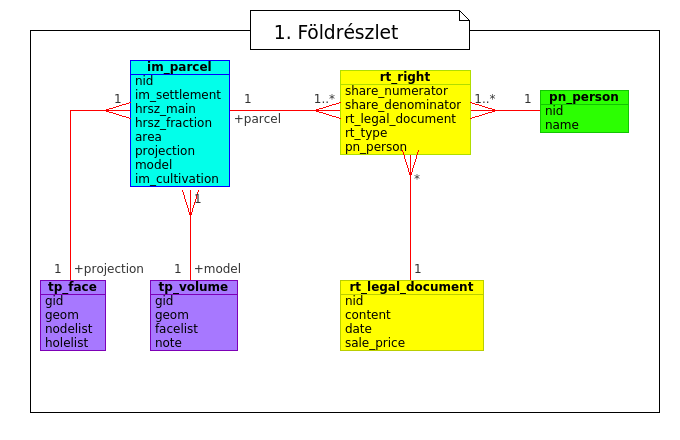 1. Földrészlet
im_parcel
nid
im_settlement
hrsz_main
hrsz_fraction
area
projection
model
im_cultivation
rt_right
share_numerator
share_denominator
rt_legal_document
rt_type
pn_person
pn_person
nid
name
1
1
+parcel
1..*
1..*
1
1
*
1
+projection
1
+model
1
tp_face
gid
geom
nodelist
holelist
tp_volume
gid
geom
facelist
note
rt_legal_document
nid
content
date
sale_price